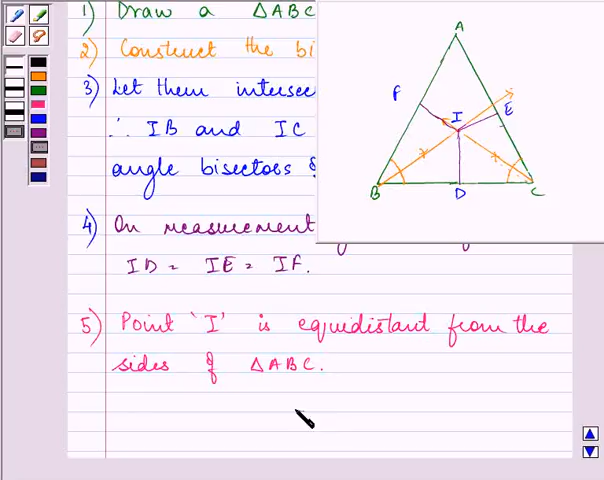 1) Draw a ΔABC
2) Construct the bi
3) Let them intersec
∴ IB and IC
angle bisectors
4) On measurement
ID = IE = IF.
5) Point 'I' is equidistant from the
sides of ΔABC.
A
F
I
E
B
D
C